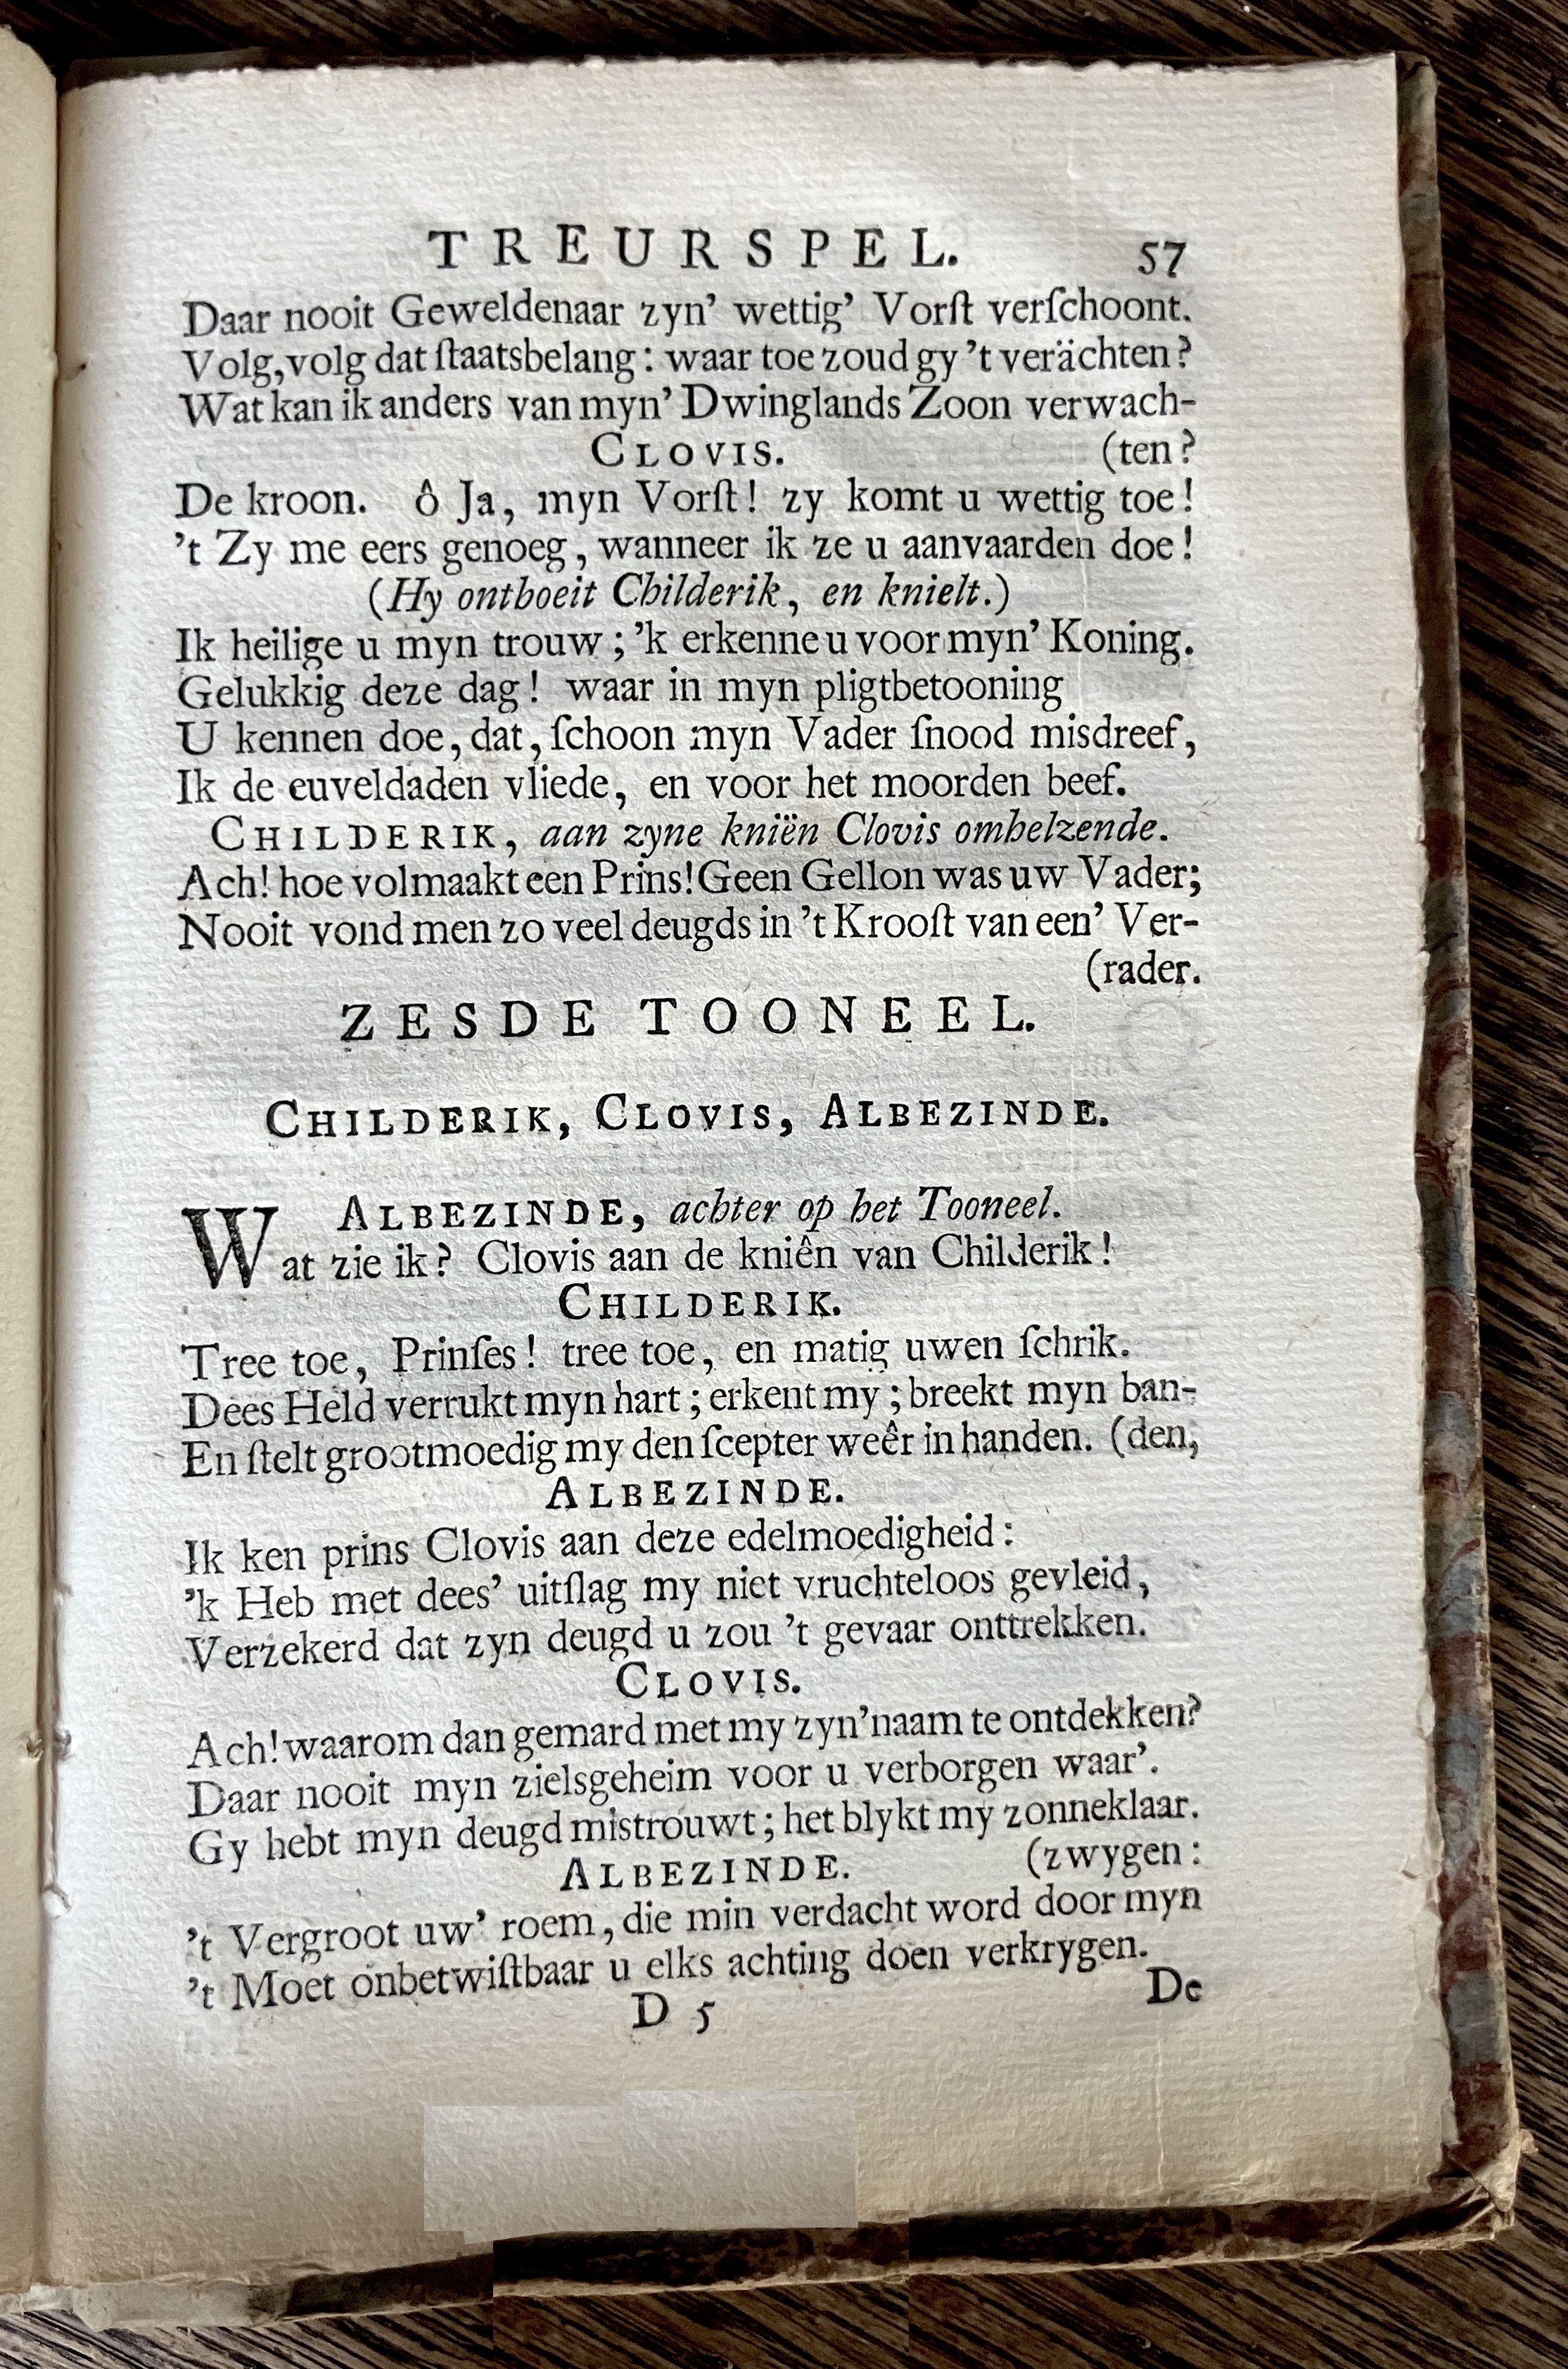 TREURSPEL. 57
Daar nooit Geweldenaar zyn’ wettig’ Vorſt verſchoont.
Volg, volg dat ſtaatsbelang: waar toe zoud gy ’t verächten?
Wat kan ik anders van myn’ Dwinglands Zoon verwach-
CLOVIS. (ten?
De kroon. ô Ja, myn Vorſt! zy komt u wettig toe!
’t Zy me eers genoeg, wanneer ik ze u aanvaarden doe!
(Hy ontboeit Childerik, en knielt.)
Ik heilige u myn trouw; ’k erkenne u voor myn’ Koning.
Gelukkig deze dag! waar in myn pligtbetooning
U kennen doe, dat, ſchoon myn Vader ſnood misdreef,
Ik de euveldaden vliede, en voor het moorden beef.
CHILDERIK, aan zyne kniën Clovis omhelzende.
Ach! hoe volmaakt een Prins! Geen Gellon was uw Vader;
Nooit vond men zo veel deugds in ’t Krooſt van een’ Ver-
(rader.
ZESDE TOONEEL.
CHILDERIK, CLOVIS, ALBEZINDE.
ALBEZINDE, achter op het Tooneel.
Wat zie ik? Clovis aan de kniên van Childerik!
CHILDERIK.
Tree toe, Prinſes! tree toe, en matig uwen ſchrik.
Dees Held verrukt myn hart; erkent my; breekt myn ban-
En ſtelt grootmoedig my den ſcepter weêr in handen. (den,
ALBEZINDE.
Ik ken prins Clovis aan deze edelmoedigheid:
’k Heb met dees’ uitſlag my niet vruchteloos gevleid,
Verzekerd dat zyn deugd u zou ’t gevaar onttrekken.
CLOVIS.
Ach! waarom dan gemard met my zyn’ naam te ontdekken?
Daar nooit myn zielsgeheim voor u verborgen waar’.
Gy hebt myn deugd mistrouwt; het blykt my zonneklaar.
ALBEZINDE. (zwygen:
’t Vergroot uw’ roem, die min verdacht word door myn
’t Moet onbetwiſtbaar u elks achting doen verkrygen.
D 5 De